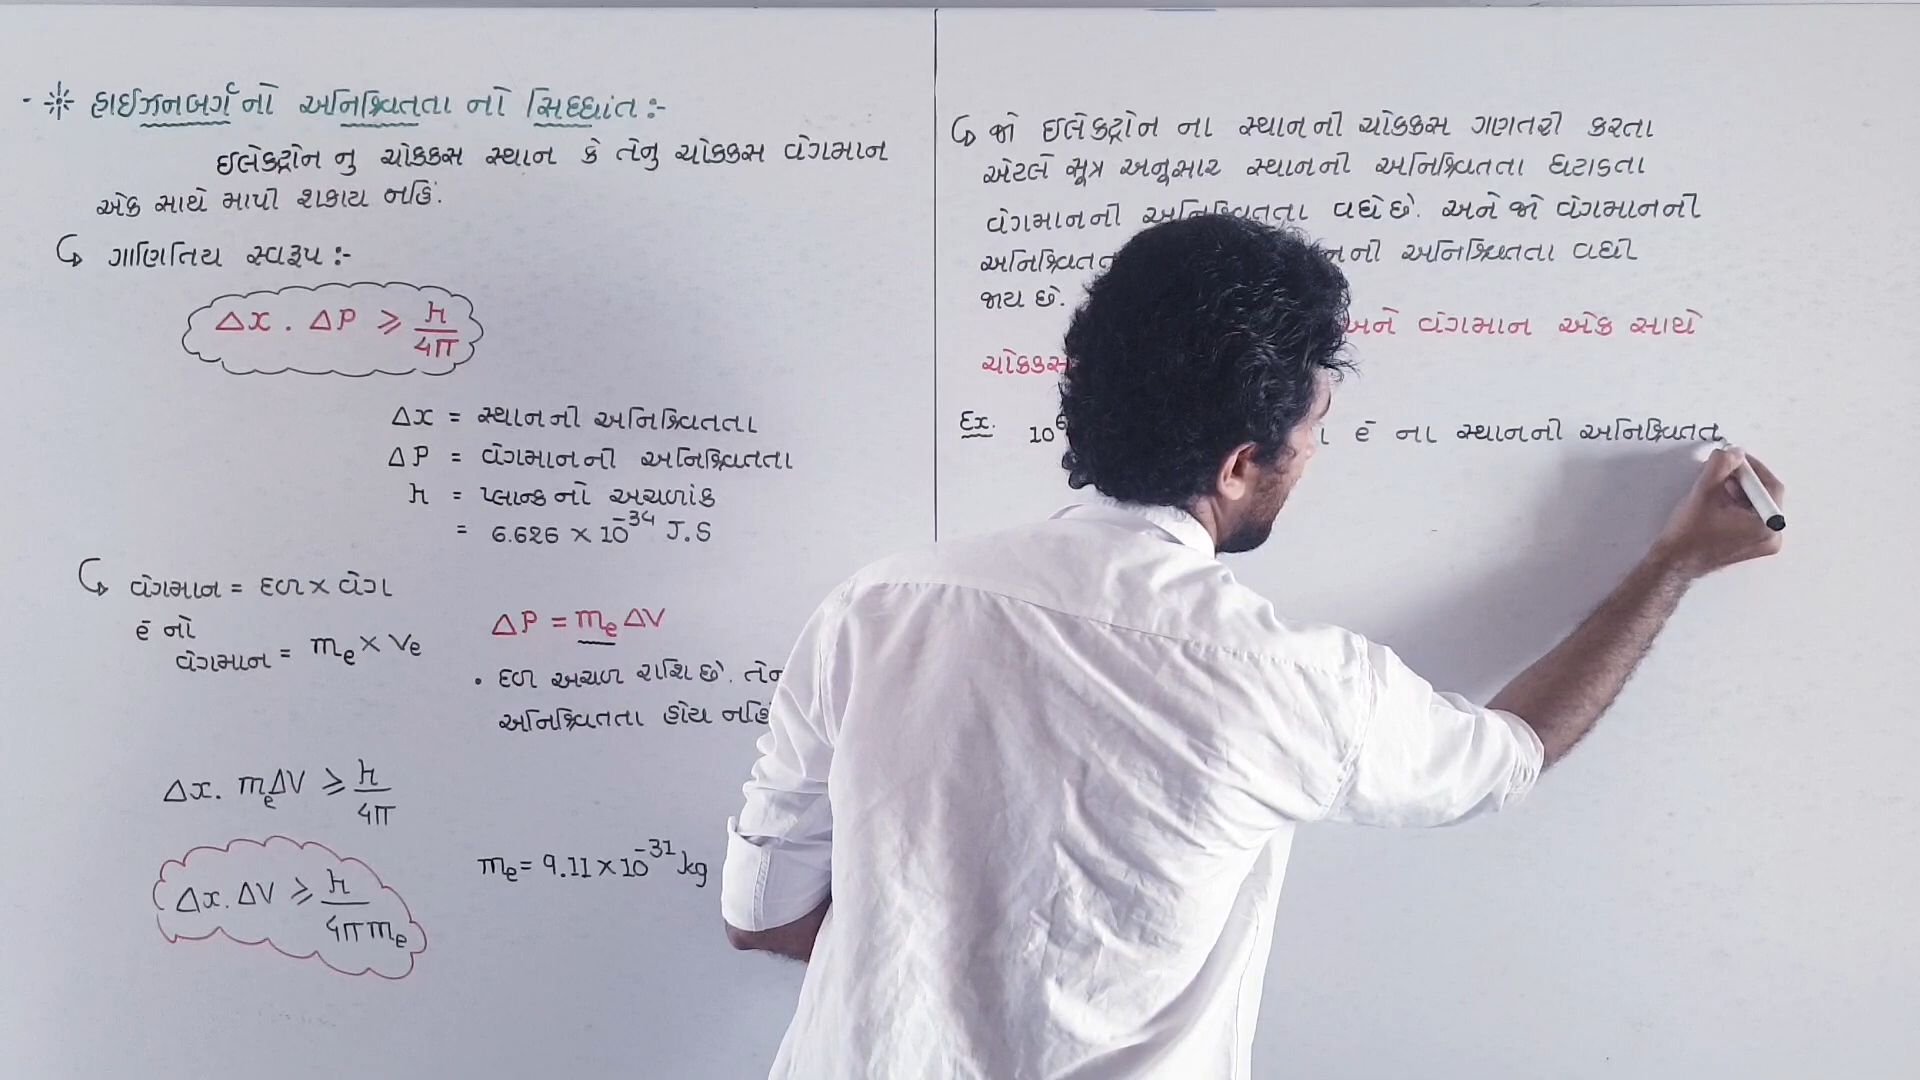 હાઈઝનબર્ગ નો અનિશ્ચિતતા નો સિદ્ધાંત :-
ઈલેક્ટ્રોન નુ ચોક્કસ સ્થાન કે તેનુ ચોક્કસ વેગમાન
એક સાથે માપી શકાય નહિં.
ગાણિતિય સ્વરૂપ :-
Δx . ΔP ⩾ h/4π
Δx = સ્થાનની અનિશ્ચિતતા
ΔP = વેગમાનની અનિશ્ચિતતા
h = પ્લાન્ક નો અચળાંક
= 6.626 × 10⁻³⁴ J.S
વેગમાન = દળ × વેગ
ē નો
વેગમાન = mₑ × Vₑ
ΔP = mₑ ΔV
• દળ અચળ રાશિ છે. તેન
અનિશ્ચિતતા હોય નહિ
Δx. mₑΔV ⩾ h/4π
Δx. ΔV ⩾ h/4πmₑ
mₑ = 9.11 × 10⁻³¹ kg
જો ઈલેક્ટ્રોન ના સ્થાનની ચોક્કસ ગણતરી કરતા
એટલે સૂત્ર અનુસાર સ્થાનની અનિશ્ચિતતા ઘટાડતા
વેગમાનની અનિશ્ચિતતા વધે છે. અને જો વેગમાનની
અનિશ્ચિતત નની અનિશ્ચિતતા વધી
જાય છે.
અને વેગમાન એક સાથે
ચોક્કસ
Ex. 10⁶ ē ના સ્થાનની અનિશ્ચિતત